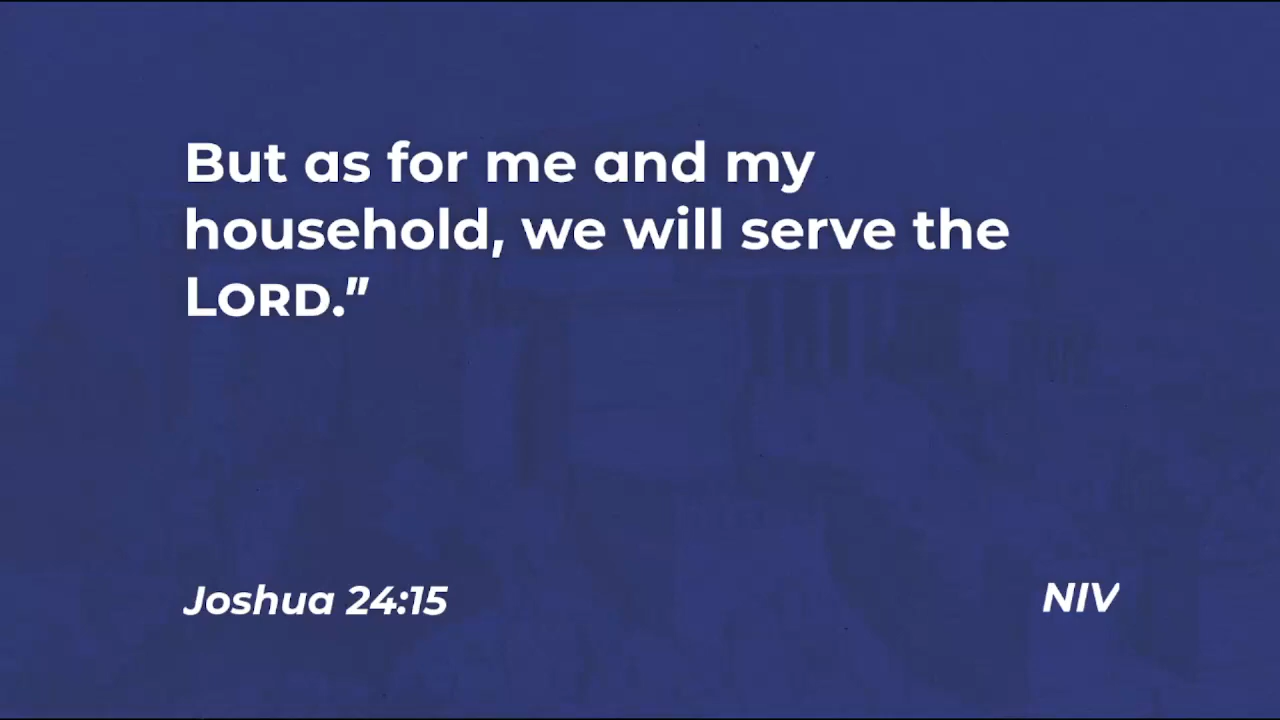 But as for me and my
household, we will serve the
LORD.”
Joshua 24:15
NIV